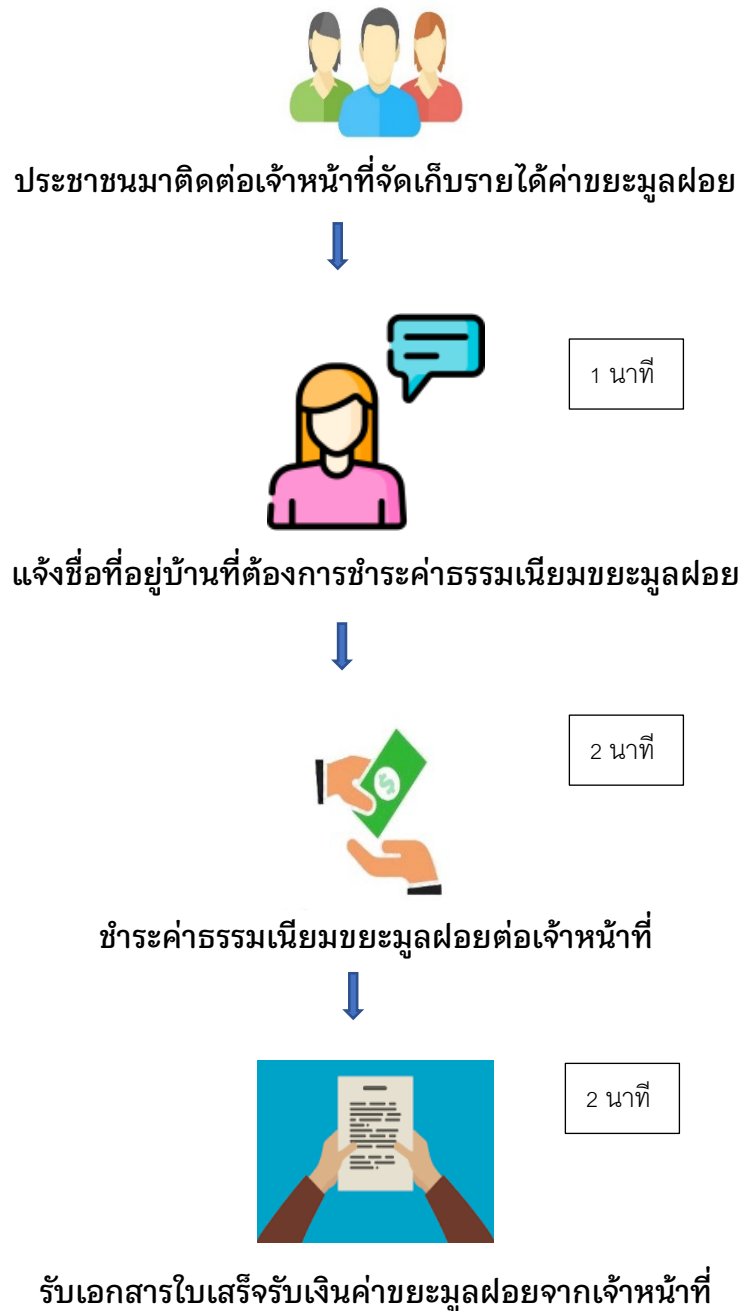 ประชาชนมาติดต่อเจ้าหน้าที่จัดเก็บรายได้ค่าขยะมูลฝอย
1 นาที
แจ้งชื่อที่อยู่บ้านที่ต้องการชำระค่าธรรมเนียมขยะมูลฝอย
2 นาที
ชำระค่าธรรมเนียมขยะมูลฝอยต่อเจ้าหน้าที่
2 นาที
รับเอกสารใบเสร็จรับเงินค่าขยะมูลฝอยจากเจ้าหน้าที่